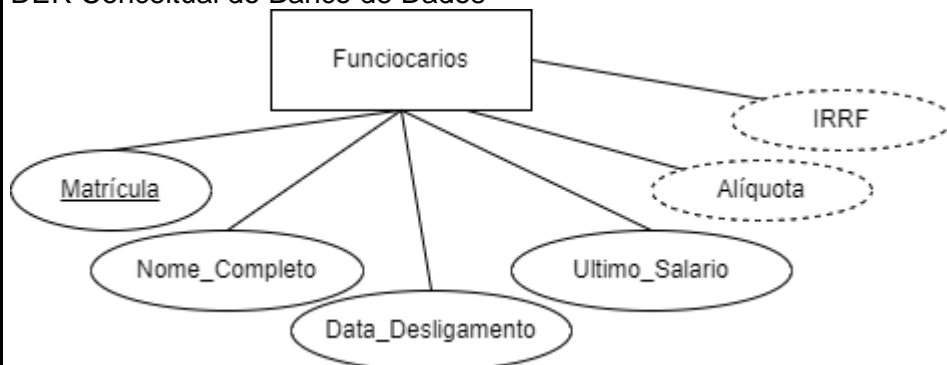 DER Conceitual do Banco de Dados
Funciocarios
IRRF
Alíquota
Matrícula
Nome_Completo
Ultimo_Salario
Data_Desligamento